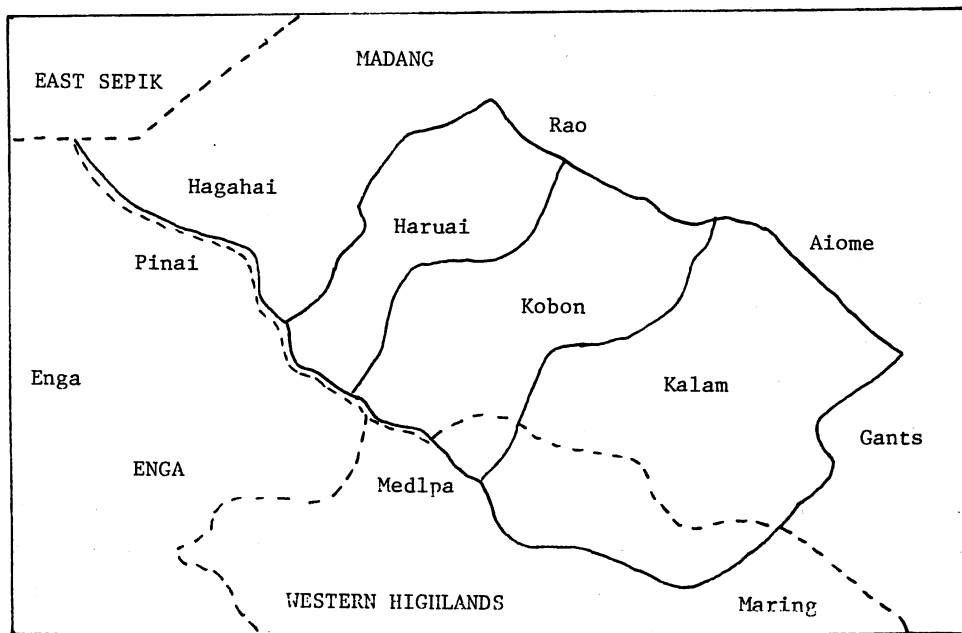 MADANG
EAST SEPIK
Rao
Hagahai
Haruai
Aiome
Pinai
Kobon
Enga
Kalam
Gants
ENGA
Medlpa
WESTERN HIGHLANDS
Maring